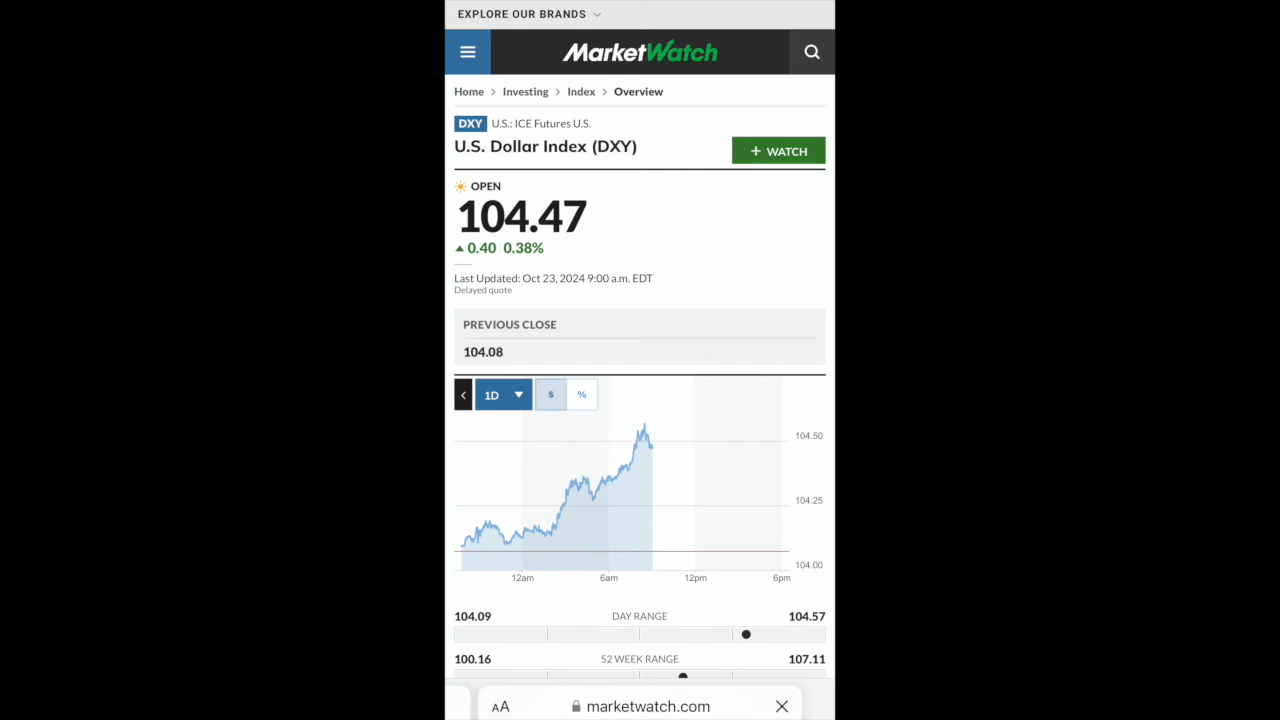 EXPLORE OUR BRANDS
MarketWatch
Home > Investing > Index > Overview
DXY U.S.: ICE Futures U.S.
U.S. Dollar Index (DXY)
+ WATCH
OPEN
104.47
0.40 0.38%
Last Updated: Oct 23, 2024 9:00 a.m. EDT
Delayed quote
PREVIOUS CLOSE
104.08
< 1D $ %
104.50
104.25
104.00
12am 6am 12pm 6pm
104.09 DAY RANGE 104.57
100.16 52 WEEK RANGE 107.11
AA marketwatch.com